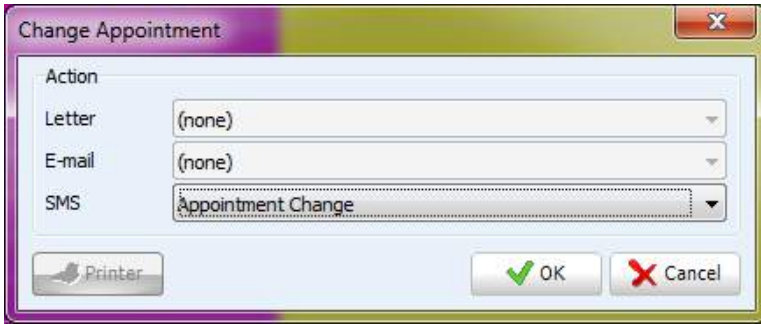 Change Appointment
Action
Letter (none)
E-mail (none)
SMS Appointment Change
Printer OK Cancel